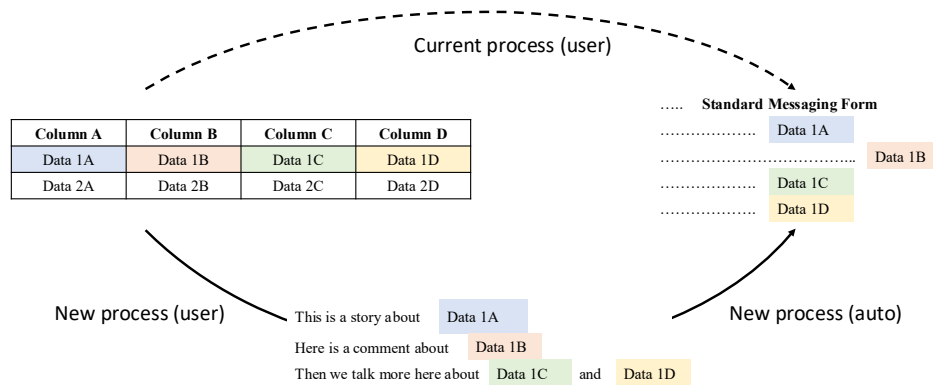 Current process (user)
….. Standard Messaging Form
Column A Column B Column C Column D
Data 1A Data 1B Data 1C Data 1D
Data 2A Data 2B Data 2C Data 2D
………………. Data 1A
………………………………... Data 1B
………………. Data 1C
………………. Data 1D
New process (user)
This is a story about Data 1A
Here is a comment about Data 1B
Then we talk more here about Data 1C and Data 1D
New process (auto)